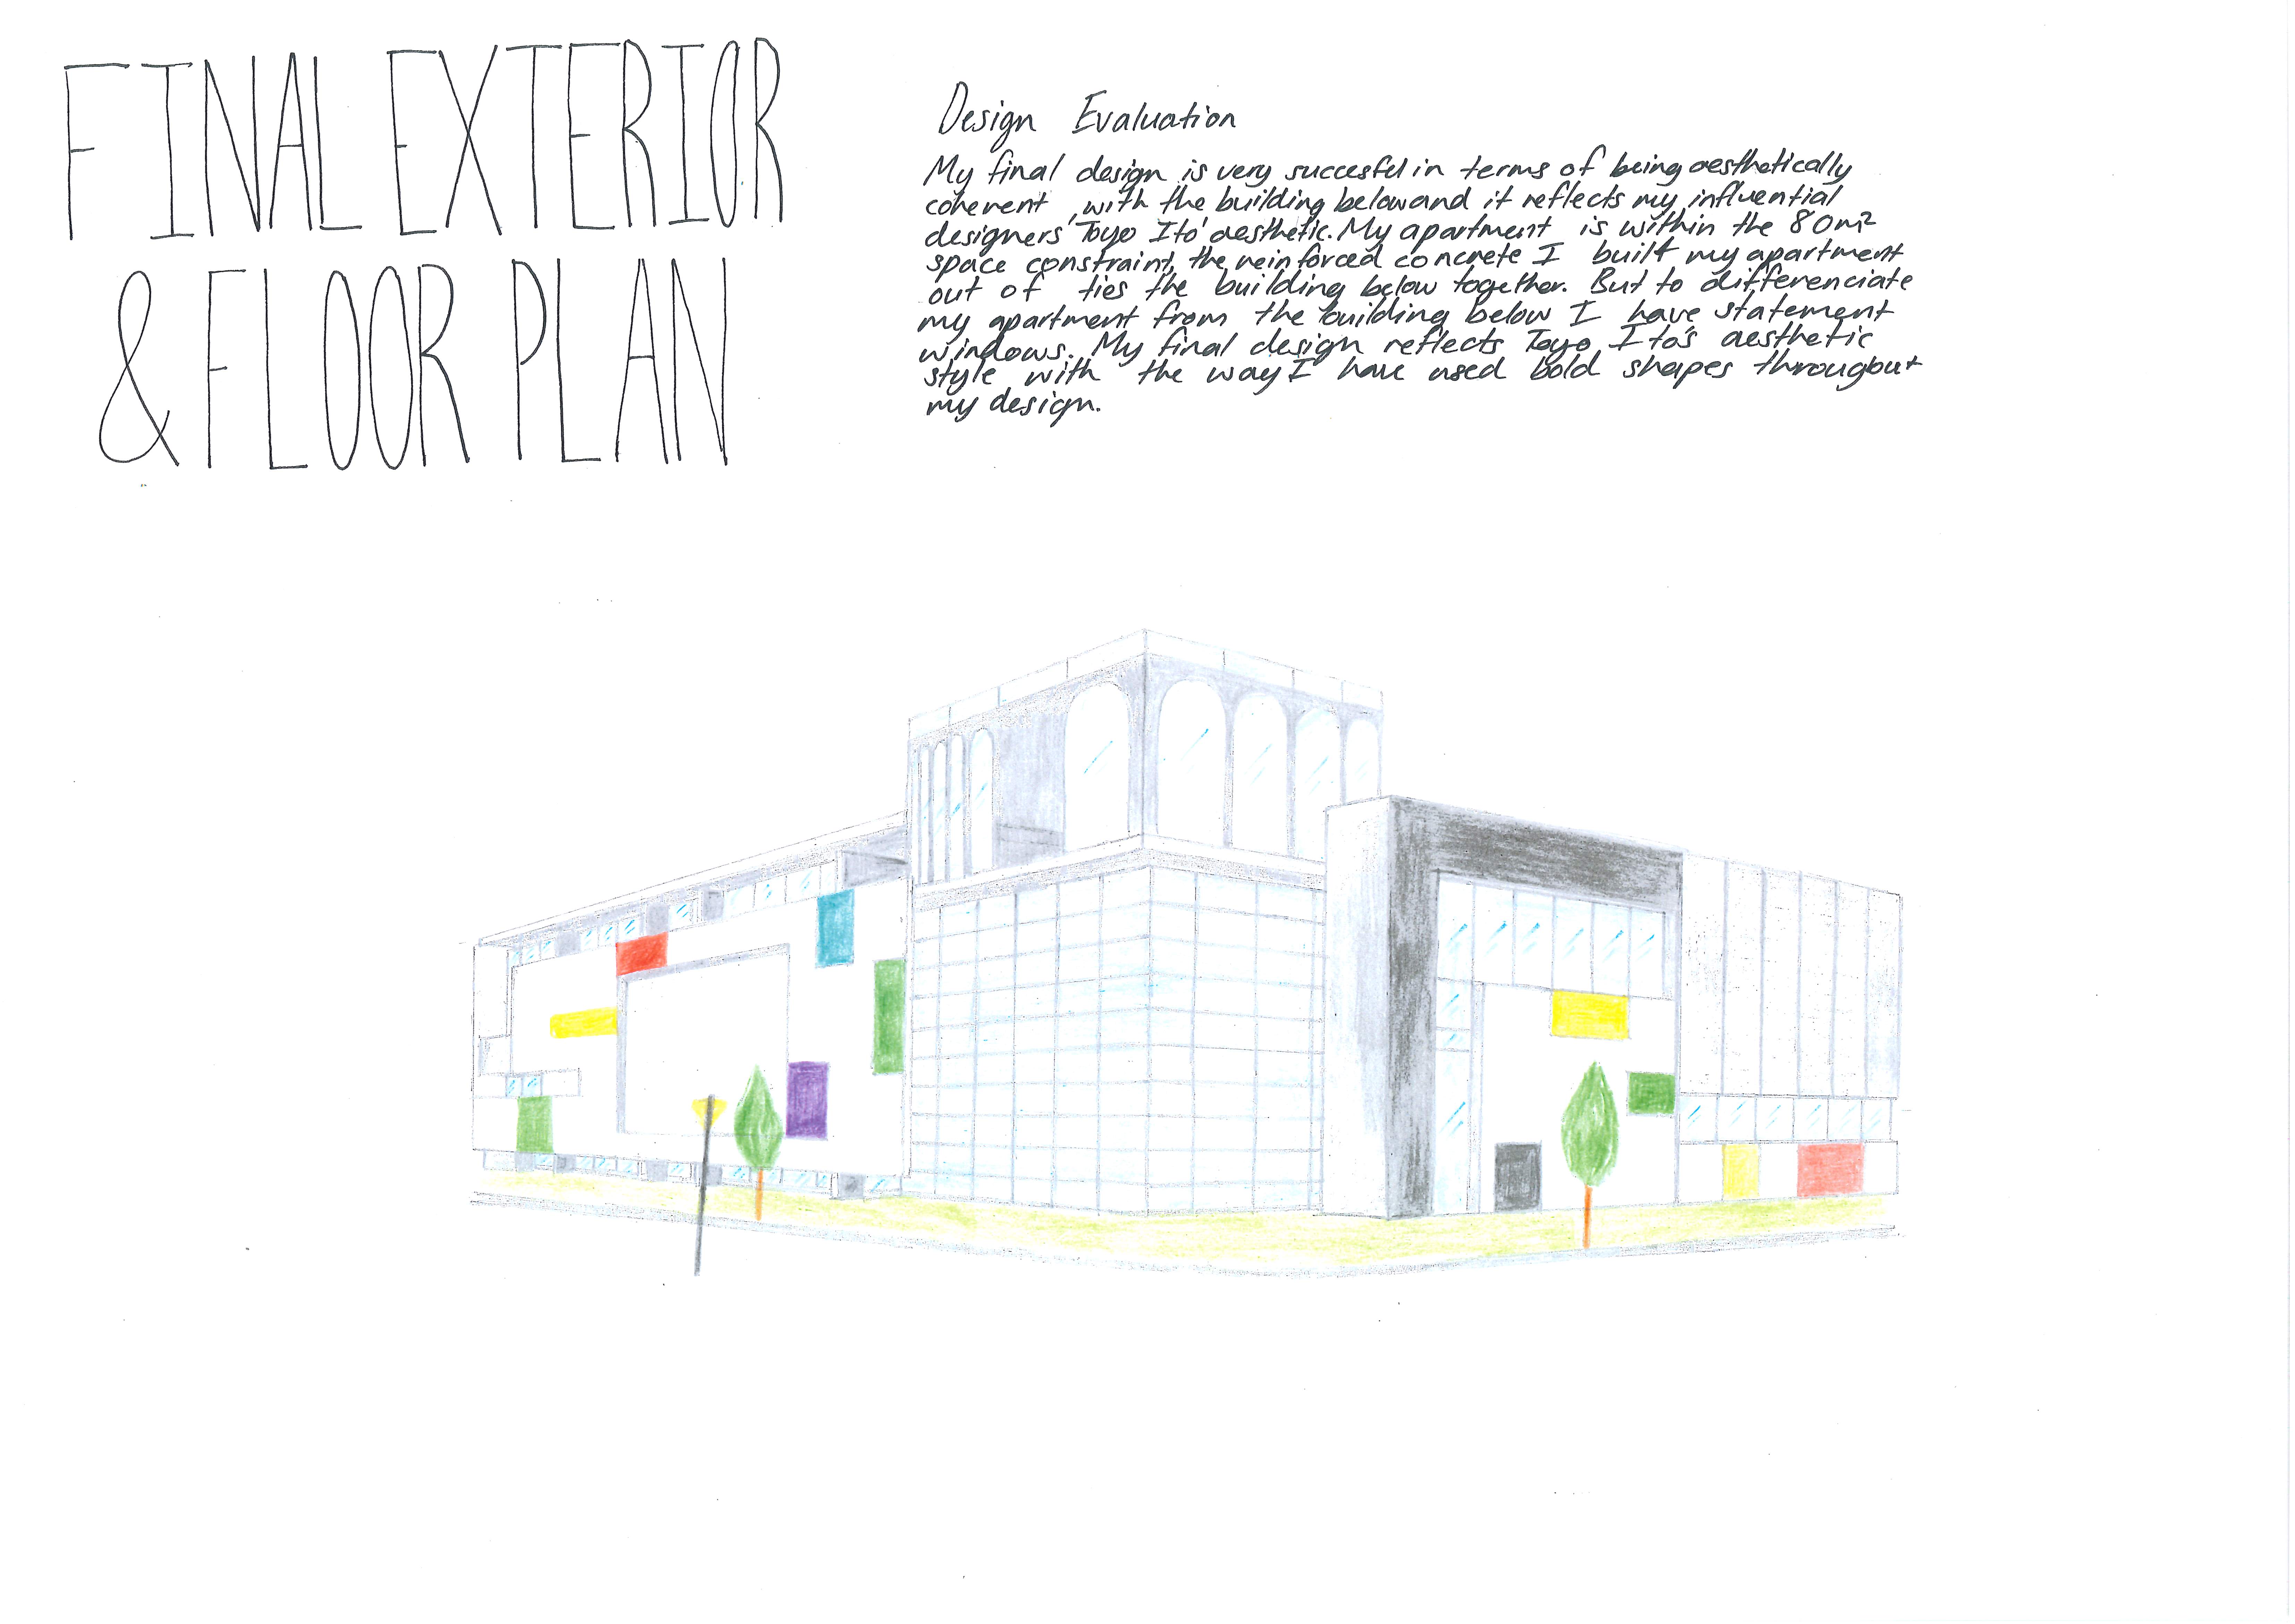 FINAL EXTERIOR
& FLOOR PLAN
Design Evaluation
My final design is very succesful in terms of being aesthetically
coherent, with the building below and it reflects my influential
designers' Toyo Ito' aesthetic. My apartment is within the 80m²
space constraint, the reinforced concrete I built my apartment
out of ties the building below together. But to differenciate
my apartment from the building below I have statement
windows. My final design reflects Toyo Ito's aesthetic
style with the way I have used bold shapes througbout
my design.